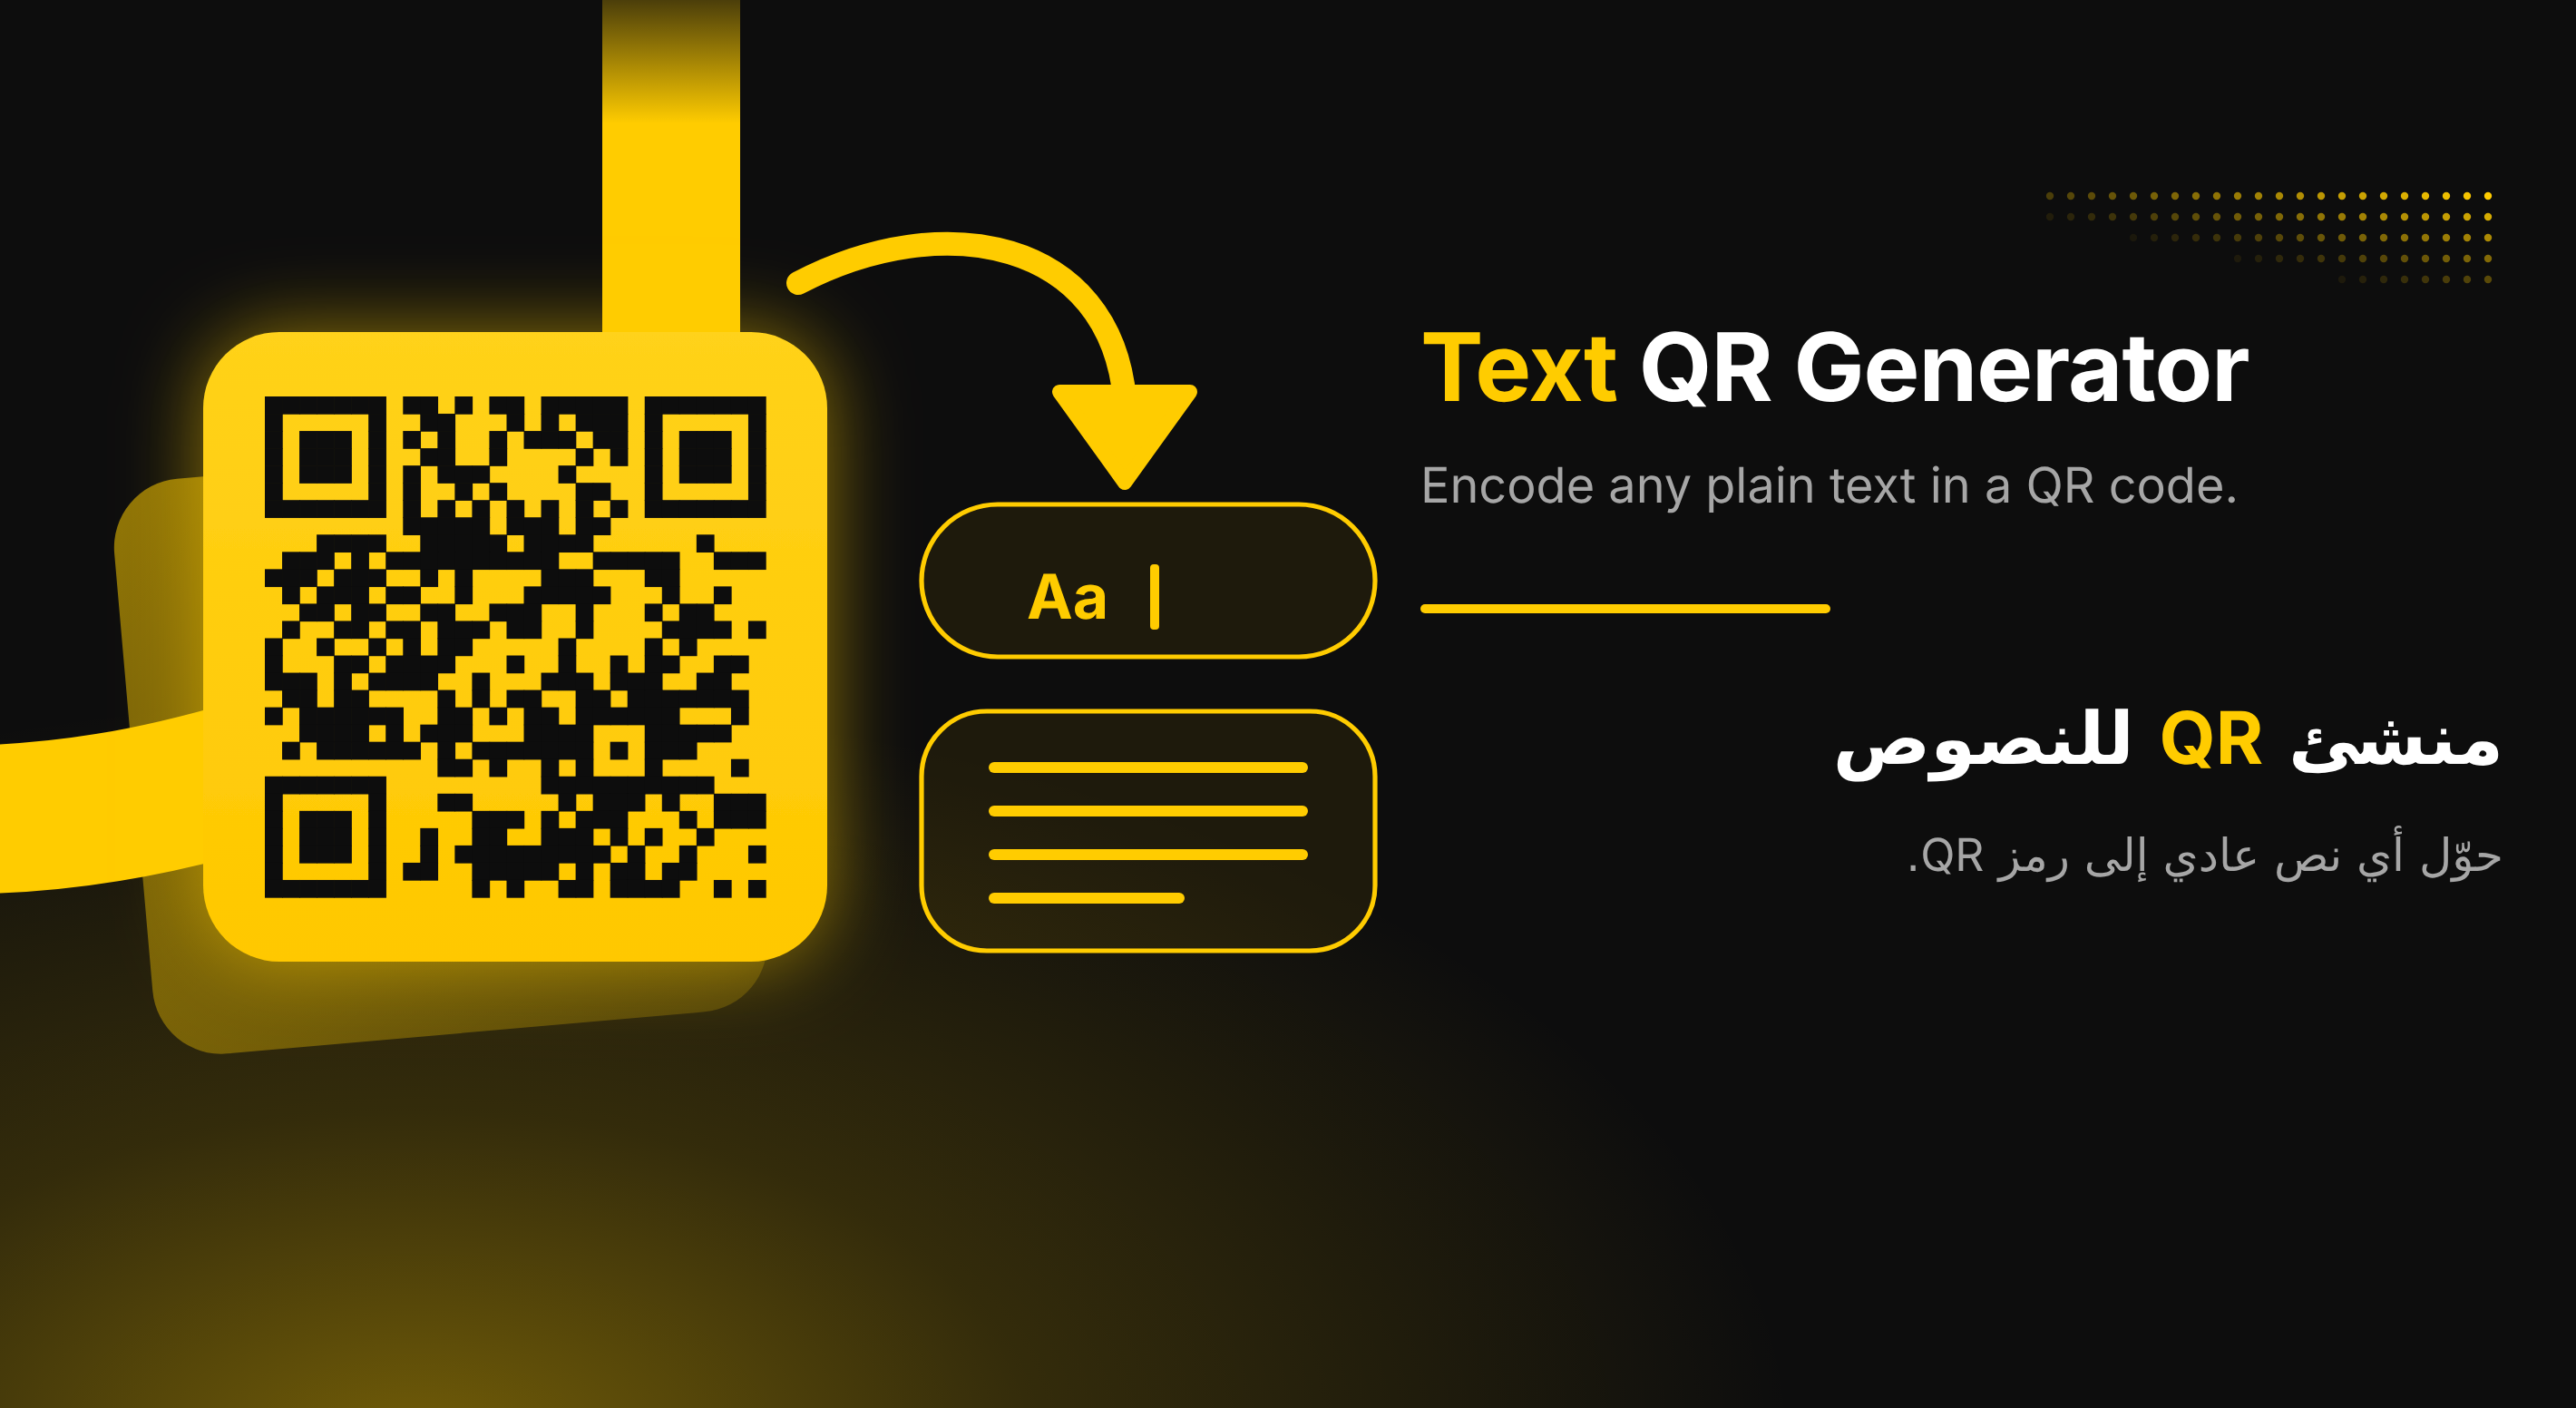 Text QR Generator
Encode any plain text in a QR code.
Aa
منشئ QR للنصوص
حوّل أي نص عادي إلى رمز QR.